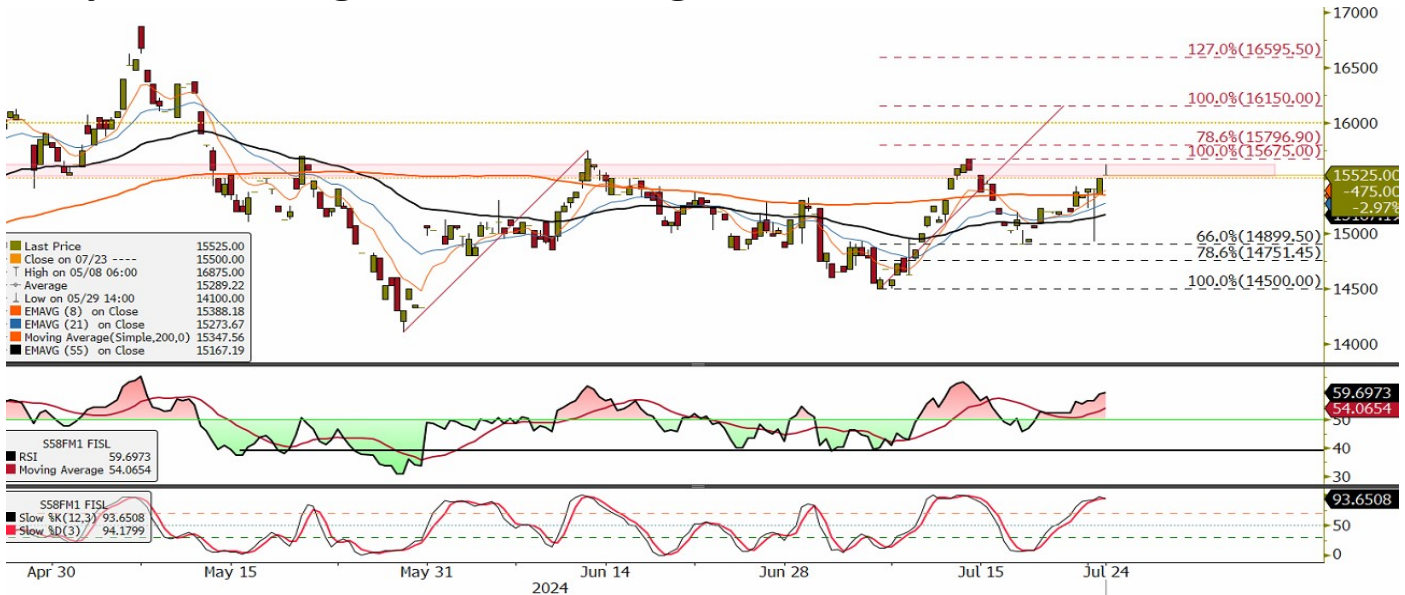 17000
127.0%(16595.50)
16500
100.0%(16150.00)
16000
78.6%(15796.90)
100.0%(15675.00)
15525.00
-475.00
-2.97%
15000
66.0%(14899.50)
78.6%(14751.45)
14500
100.0%(14500.00)
14000
Last Price 15525.00
Close on 07/23 ---- 15500.00
High on 05/08 06:00 16875.00
Average 15289.22
Low on 05/29 14:00 14100.00
EMAVG (8) on Close 15388.18
EMAVG (21) on Close 15273.67
Moving Average(Simple,200,0) 15347.56
EMAVG (55) on Close 15167.19
59.6973
54.0654
50
40
30
S58FM1 FISL
RSI 59.6973
Moving Average 54.0654
S58FM1 FISL
Slow %K(12,3) 93.6508
Slow %D(3) 94.1799
93.6508
50
0
Apr 30 May 15 May 31 Jun 14 Jun 28 Jul 15 Jul 24
2024